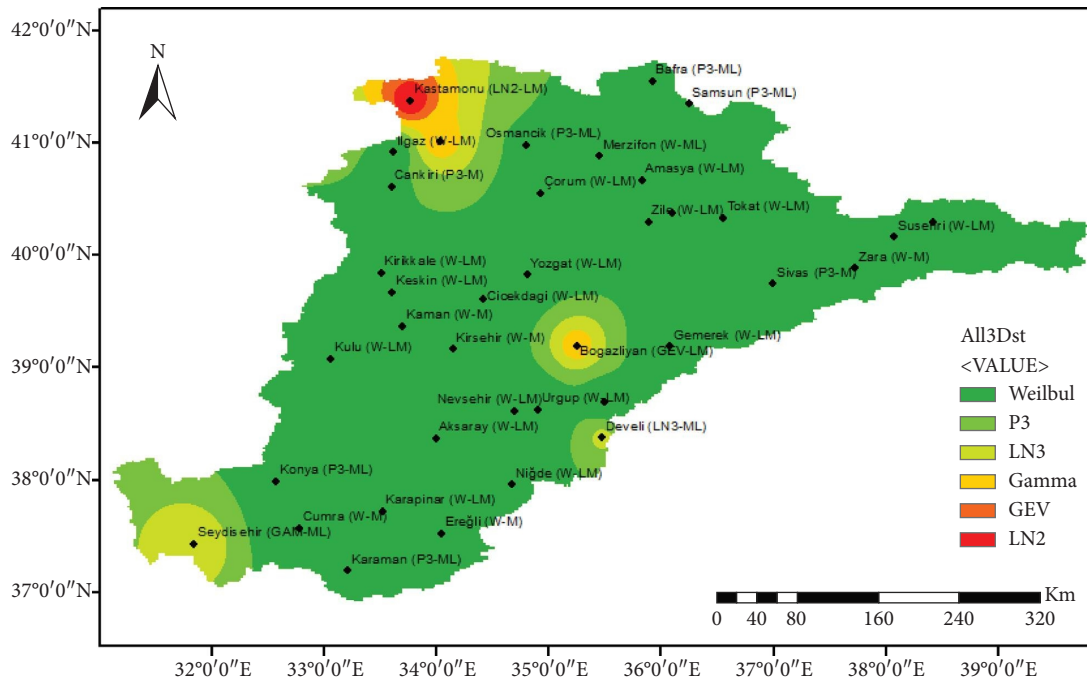 42°0′0″N
41°0′0″N
40°0′0″N
39°0′0″N
38°0′0″N
37°0′0″N
N
Bafra (P3-ML)
Kastamonu (LN2-LM)
Samsun (P3-ML)
Osmancik (P3-ML)
Ilgaz (W-LM)
Merzifon (W-ML)
Cankiri (P3-M)
Çorum (W-LM)
Amasya (W-LM)
Zile (W-LM)
Tokat (W-LM)
Susehri (W-LM)
Zara (W-M)
Sivas (P3-M)
Kirikkale (W-LM)
Yozgat (W-LM)
Keskin (W-LM)
Cicekdagi (W-LM)
Kaman (W-M)
Kirsehir (W-M)
Gemerek (W-LM)
Kulu (W-LM)
Bogazliyan (GEV-LM)
Nevsehir (W-LM)
Urgup (W-LM)
Aksaray (W-LM)
Develi (LN3-ML)
Konya (P3-ML)
Niğde (W-LM)
Karapinar (W-LM)
Cumra (W-M)
Seydisehir (GAM-ML)
Ereğli (W-M)
Karaman (P3-ML)
All3Dst
<VALUE>
Weilbul
P3
LN3
Gamma
GEV
LN2
Km
0 40 80 160 240 320
32°0′0″E 33°0′0″E 34°0′0″E 35°0′0″E 36°0′0″E 37°0′0″E 38°0′0″E 39°0′0″E